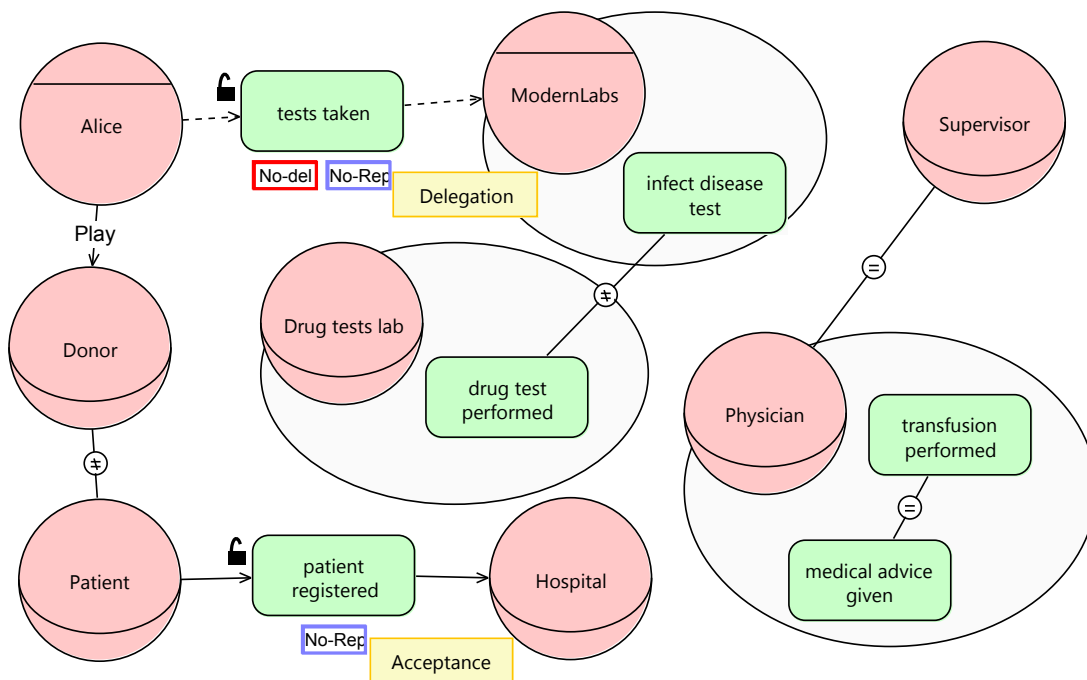 Alice
tests taken
ModernLabs
Supervisor
No-del
No-Rep
Delegation
infect disease
test
Play
=
≠
Donor
Drug tests lab
drug test
performed
Physician
transfusion
performed
≠
=
Patient
patient
registered
Hospital
medical advice
given
No-Rep
Acceptance